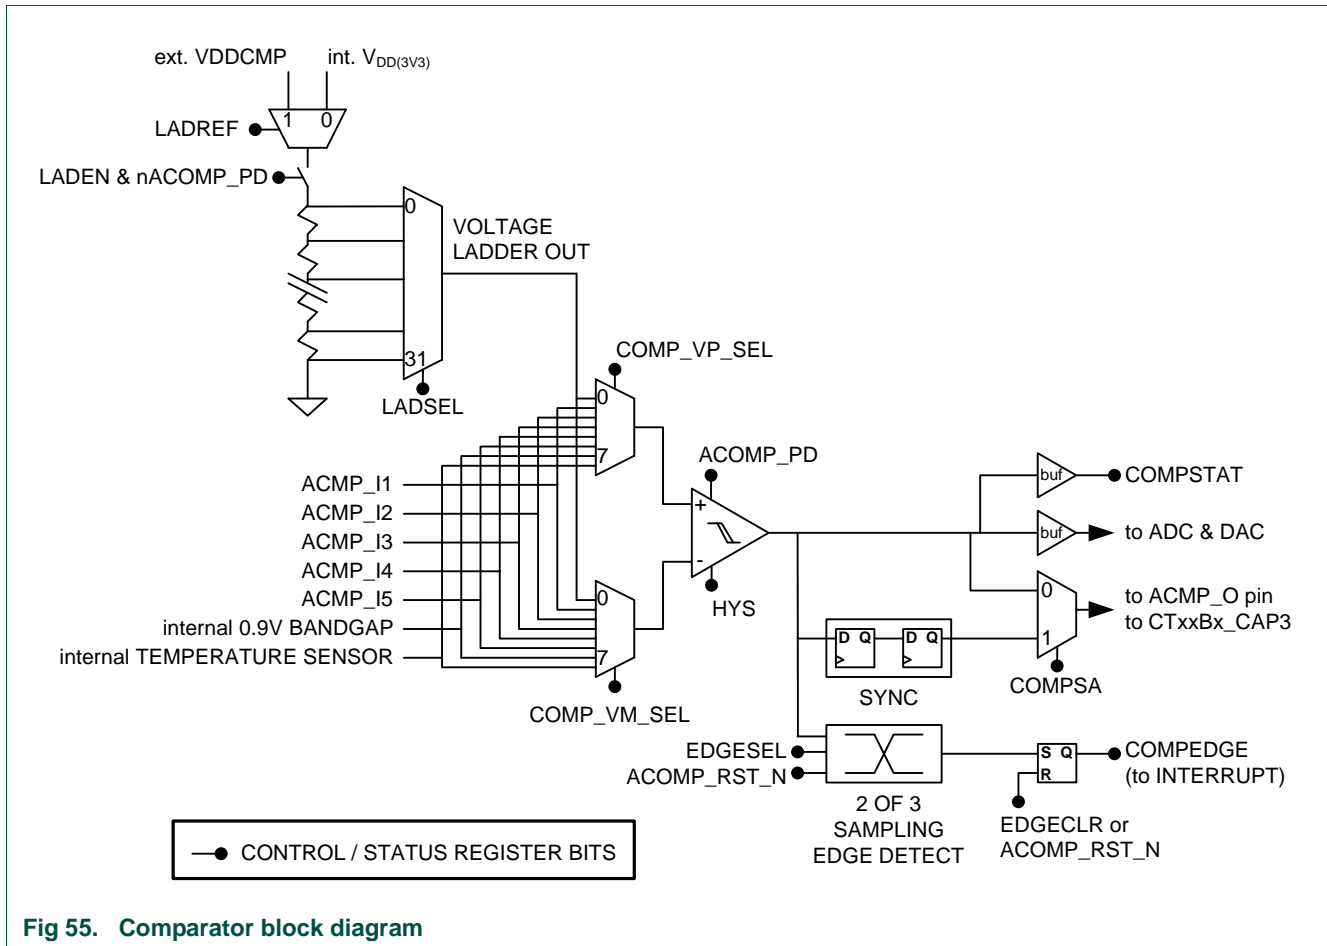 ext. VDDCMP
int. VDD(3V3)
1 0
LADREF
LADEN & nACOMP_PD
0
VOLTAGE
LADDER OUT
31
LADSEL
COMP_VP_SEL
0
7
ACOMP_PD
ACMP_I1
ACMP_I2
ACMP_I3
ACMP_I4
ACMP_I5
internal 0.9V BANDGAP
internal TEMPERATURE SENSOR
+
-
HYS
0
7
COMP_VM_SEL
buf
COMPSTAT
buf
to ADC & DAC
0
1
to ACMP_O pin
to CTxxBx_CAP3
COMPSA
D Q
D Q
SYNC
EDGESEL
ACOMP_RST_N
2 OF 3
SAMPLING
EDGE DETECT
S Q
R
COMPEDGE
(to INTERRUPT)
EDGECLR or
ACOMP_RST_N
CONTROL / STATUS REGISTER BITS
Fig 55. Comparator block diagram